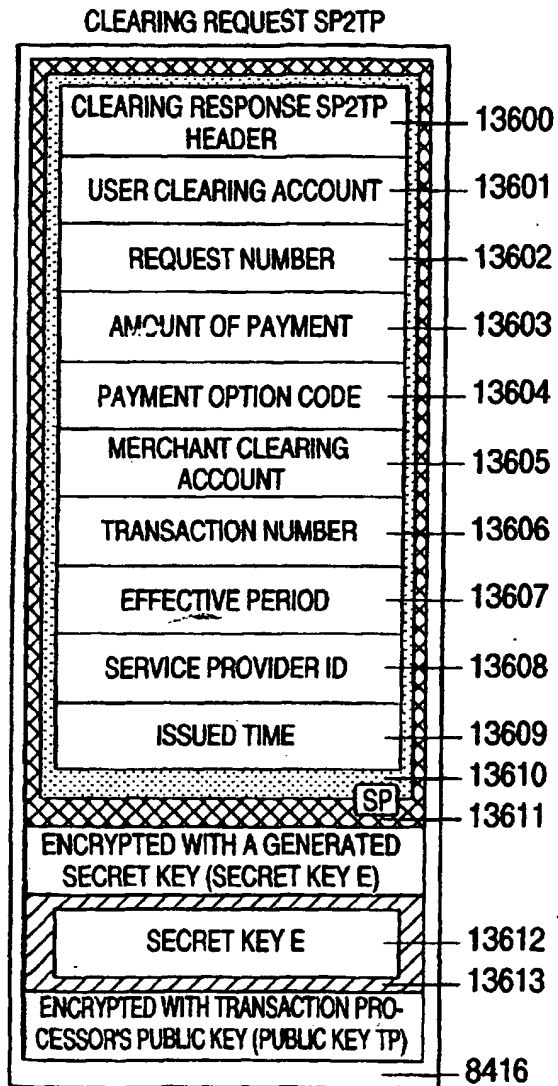 CLEARING REQUEST SP2TP
CLEARING RESPONSE SP2TP
HEADER
13600
USER CLEARING ACCOUNT
13601
REQUEST NUMBER
13602
AMOUNT OF PAYMENT
13603
PAYMENT OPTION CODE
13604
MERCHANT CLEARING
ACCOUNT
13605
TRANSACTION NUMBER
13606
EFFECTIVE PERIOD
13607
SERVICE PROVIDER ID
13608
ISSUED TIME
13609
13610
SP
13611
ENCRYPTED WITH A GENERATED
SECRET KEY (SECRET KEY E)
SECRET KEY E
13612
13613
ENCRYPTED WITH TRANSACTION PRO-
CESSOR'S PUBLIC KEY (PUBLIC KEY TP)
8416